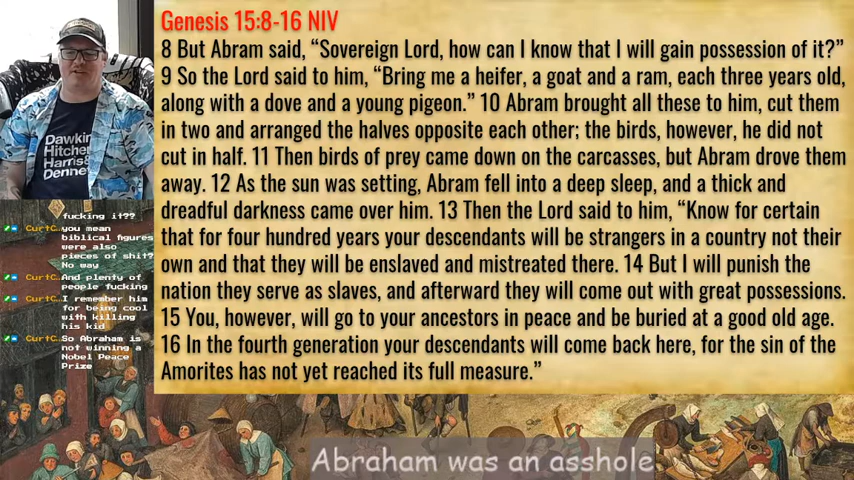 Genesis 15:8-16 NIV
8 But Abram said, “Sovereign Lord, how can I know that I will gain possession of it?”
9 So the Lord said to him, “Bring me a heifer, a goat and a ram, each three years old,
along with a dove and a young pigeon.” 10 Abram brought all these to him, cut them
in two and arranged the halves opposite each other; the birds, however, he did not
cut in half. 11 Then birds of prey came down on the carcasses, but Abram drove them
away. 12 As the sun was setting, Abram fell into a deep sleep, and a thick and
dreadful darkness came over him. 13 Then the Lord said to him, “Know for certain
that for four hundred years your descendants will be strangers in a country not their
own and that they will be enslaved and mistreated there. 14 But I will punish the
nation they serve as slaves, and afterward they will come out with great possessions.
15 You, however, will go to your ancestors in peace and be buried at a good old age.
16 In the fourth generation your descendants will come back here, for the sin of the
Amorites has not yet reached its full measure.”
Dawkin
Hitchen
Harris&
Dennet
fucking it??
CurtC…you
mean
biblical figures
were also
pieces of shit?
No way
CurtC…And plenty of
people fucking
CurtC…I remember him
for being cool
with killing
his kid
CurtC…So Abraham is
not winning a
Nobel Peace
Prize
Abraham was an asshole